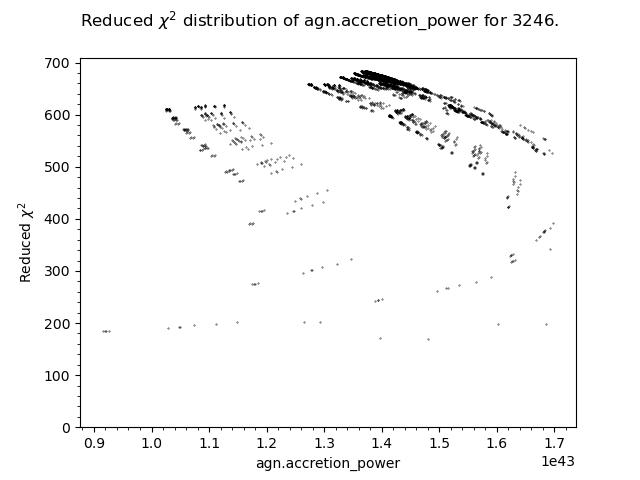 Reduced χ² distribution of agn.accretion_power for 3246.
Reduced χ²
700
600
500
400
300
200
100
0
0.9 1.0 1.1 1.2 1.3 1.4 1.5 1.6 1.7
1e43
agn.accretion_power